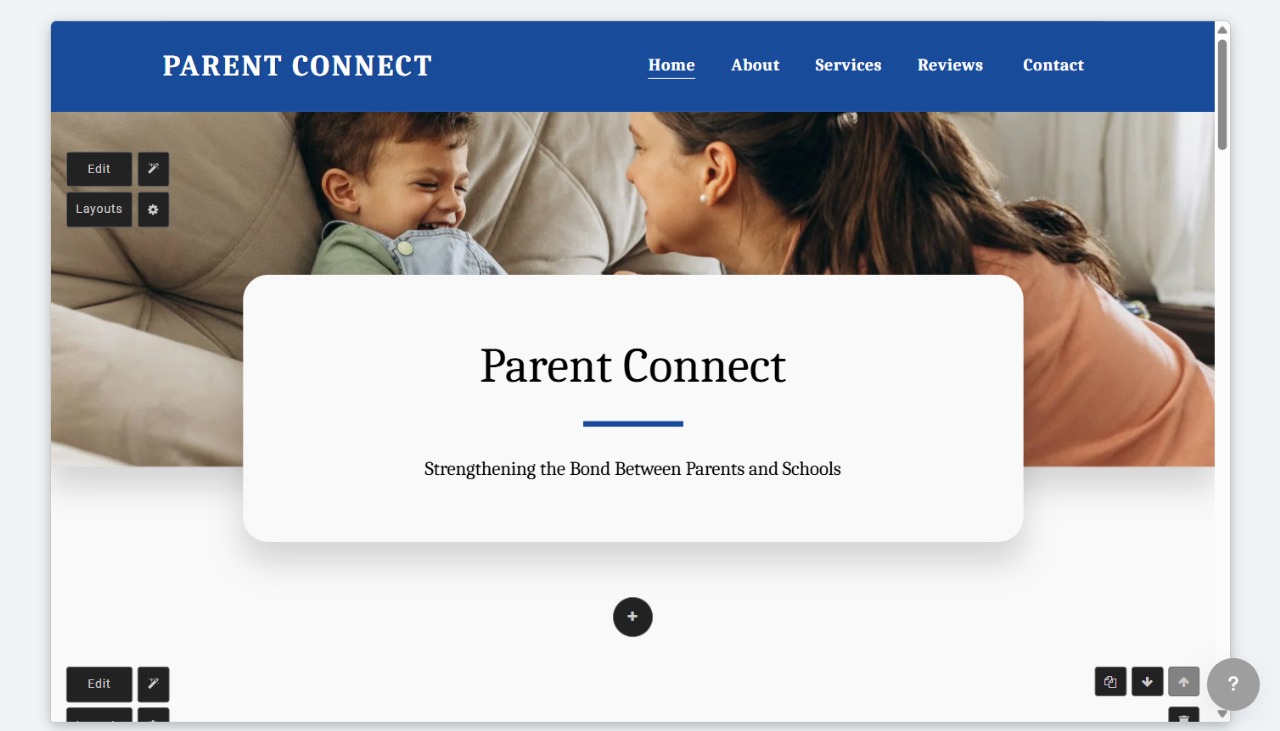 PARENT CONNECT
Home About Services Reviews Contact
Edit
Layouts
Parent Connect
Strengthening the Bond Between Parents and Schools
+
Edit
?